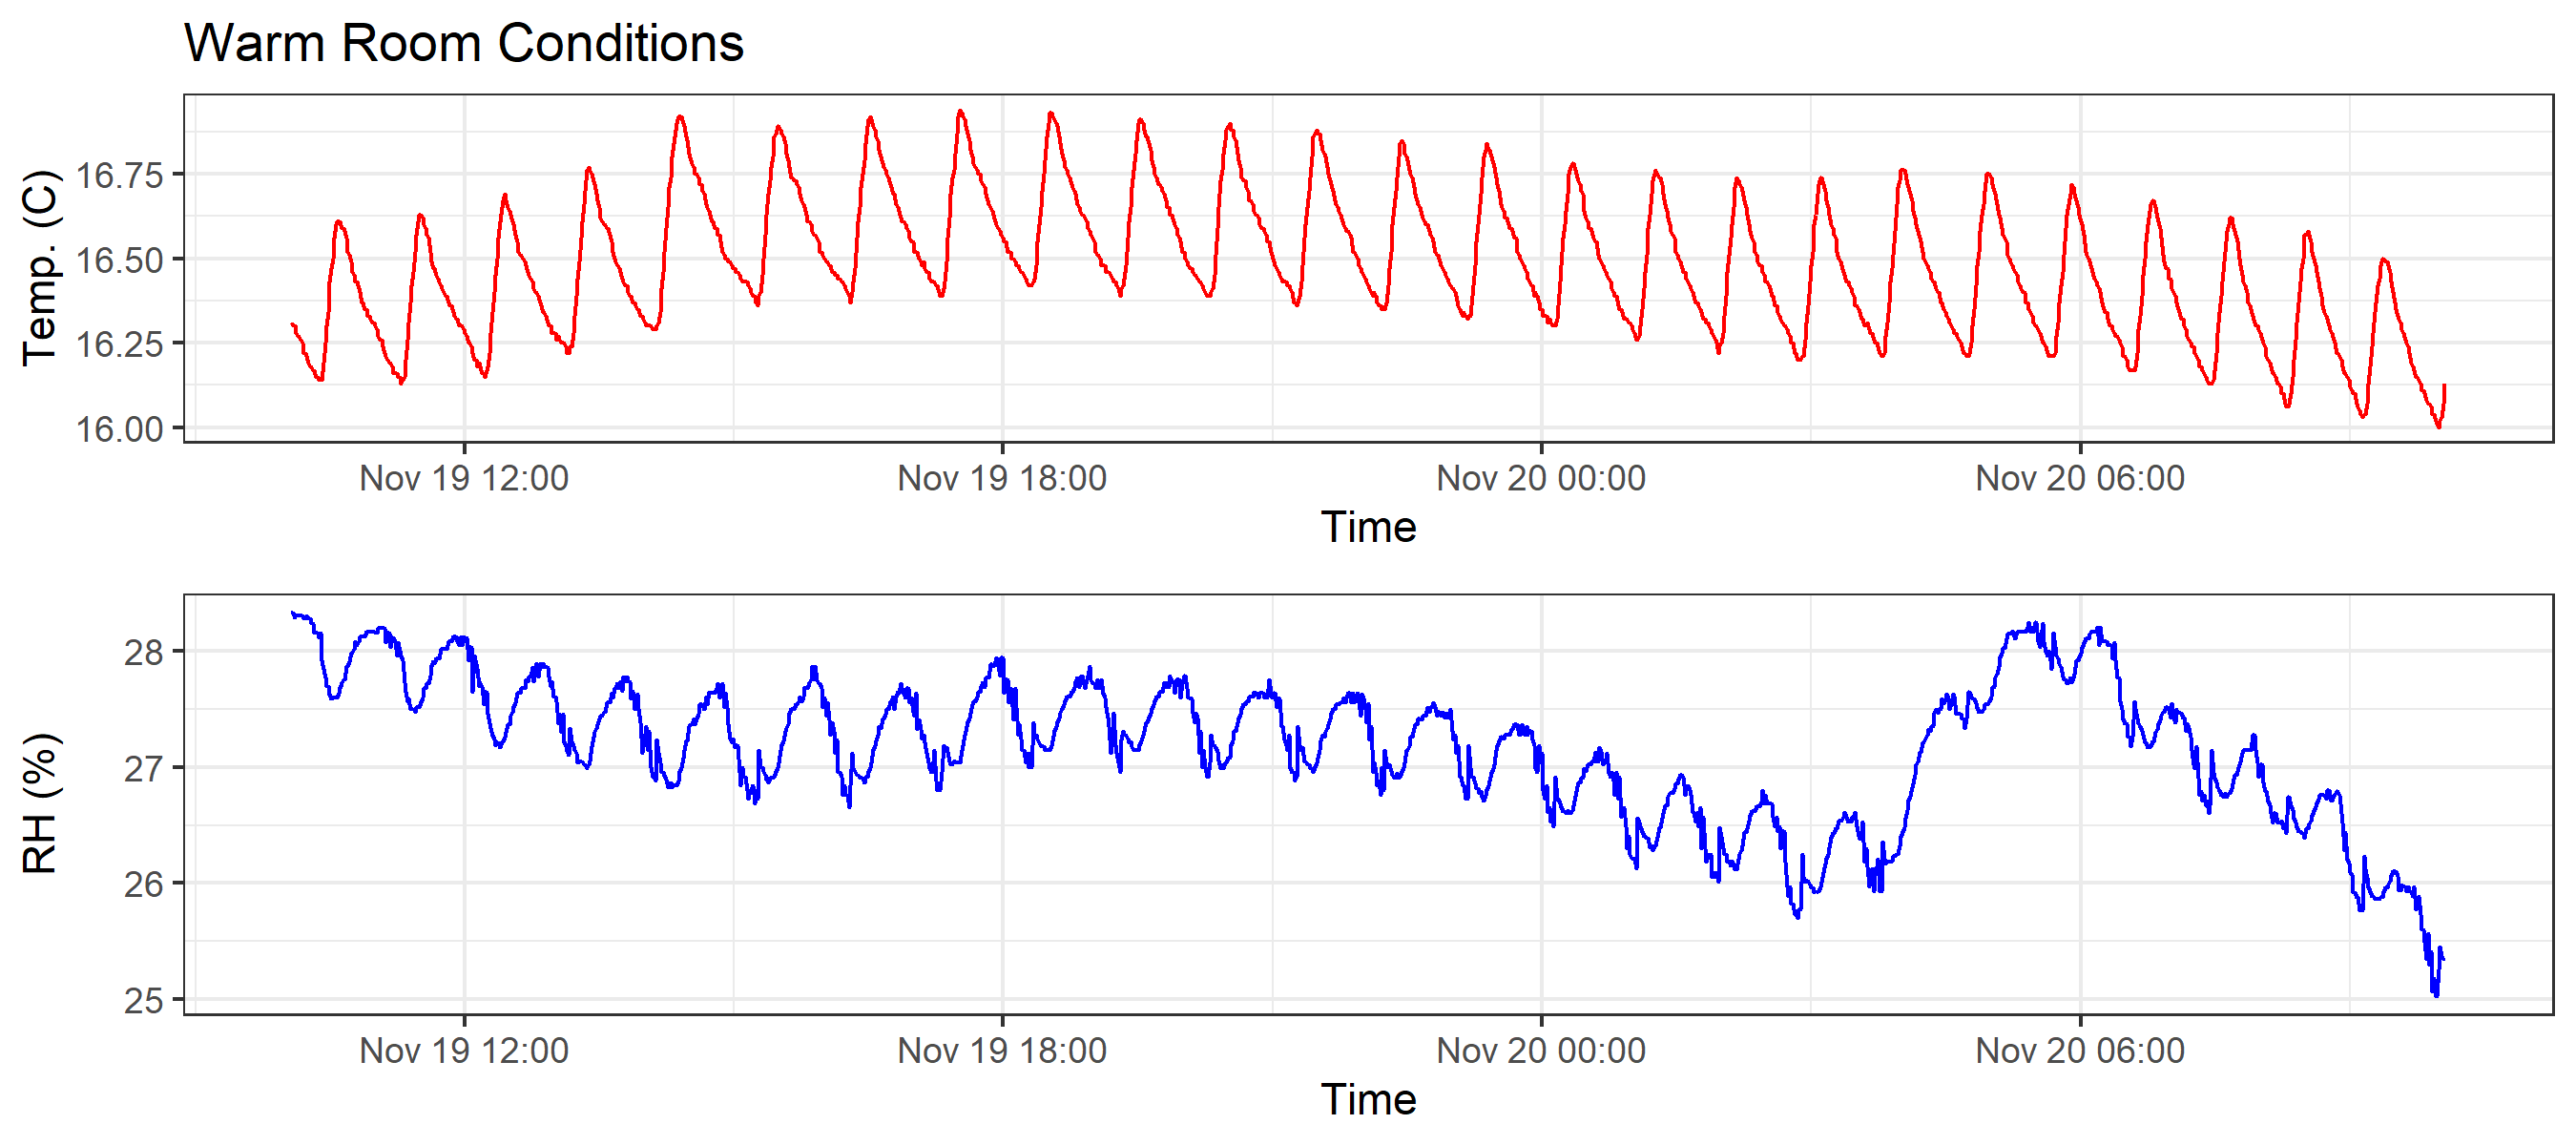 Warm Room Conditions
Temp. (C)
16.75
16.50
16.25
16.00
Nov 19 12:00 Nov 19 18:00 Nov 20 00:00 Nov 20 06:00
Time
RH (%)
28
27
26
25
Nov 19 12:00 Nov 19 18:00 Nov 20 00:00 Nov 20 06:00
Time